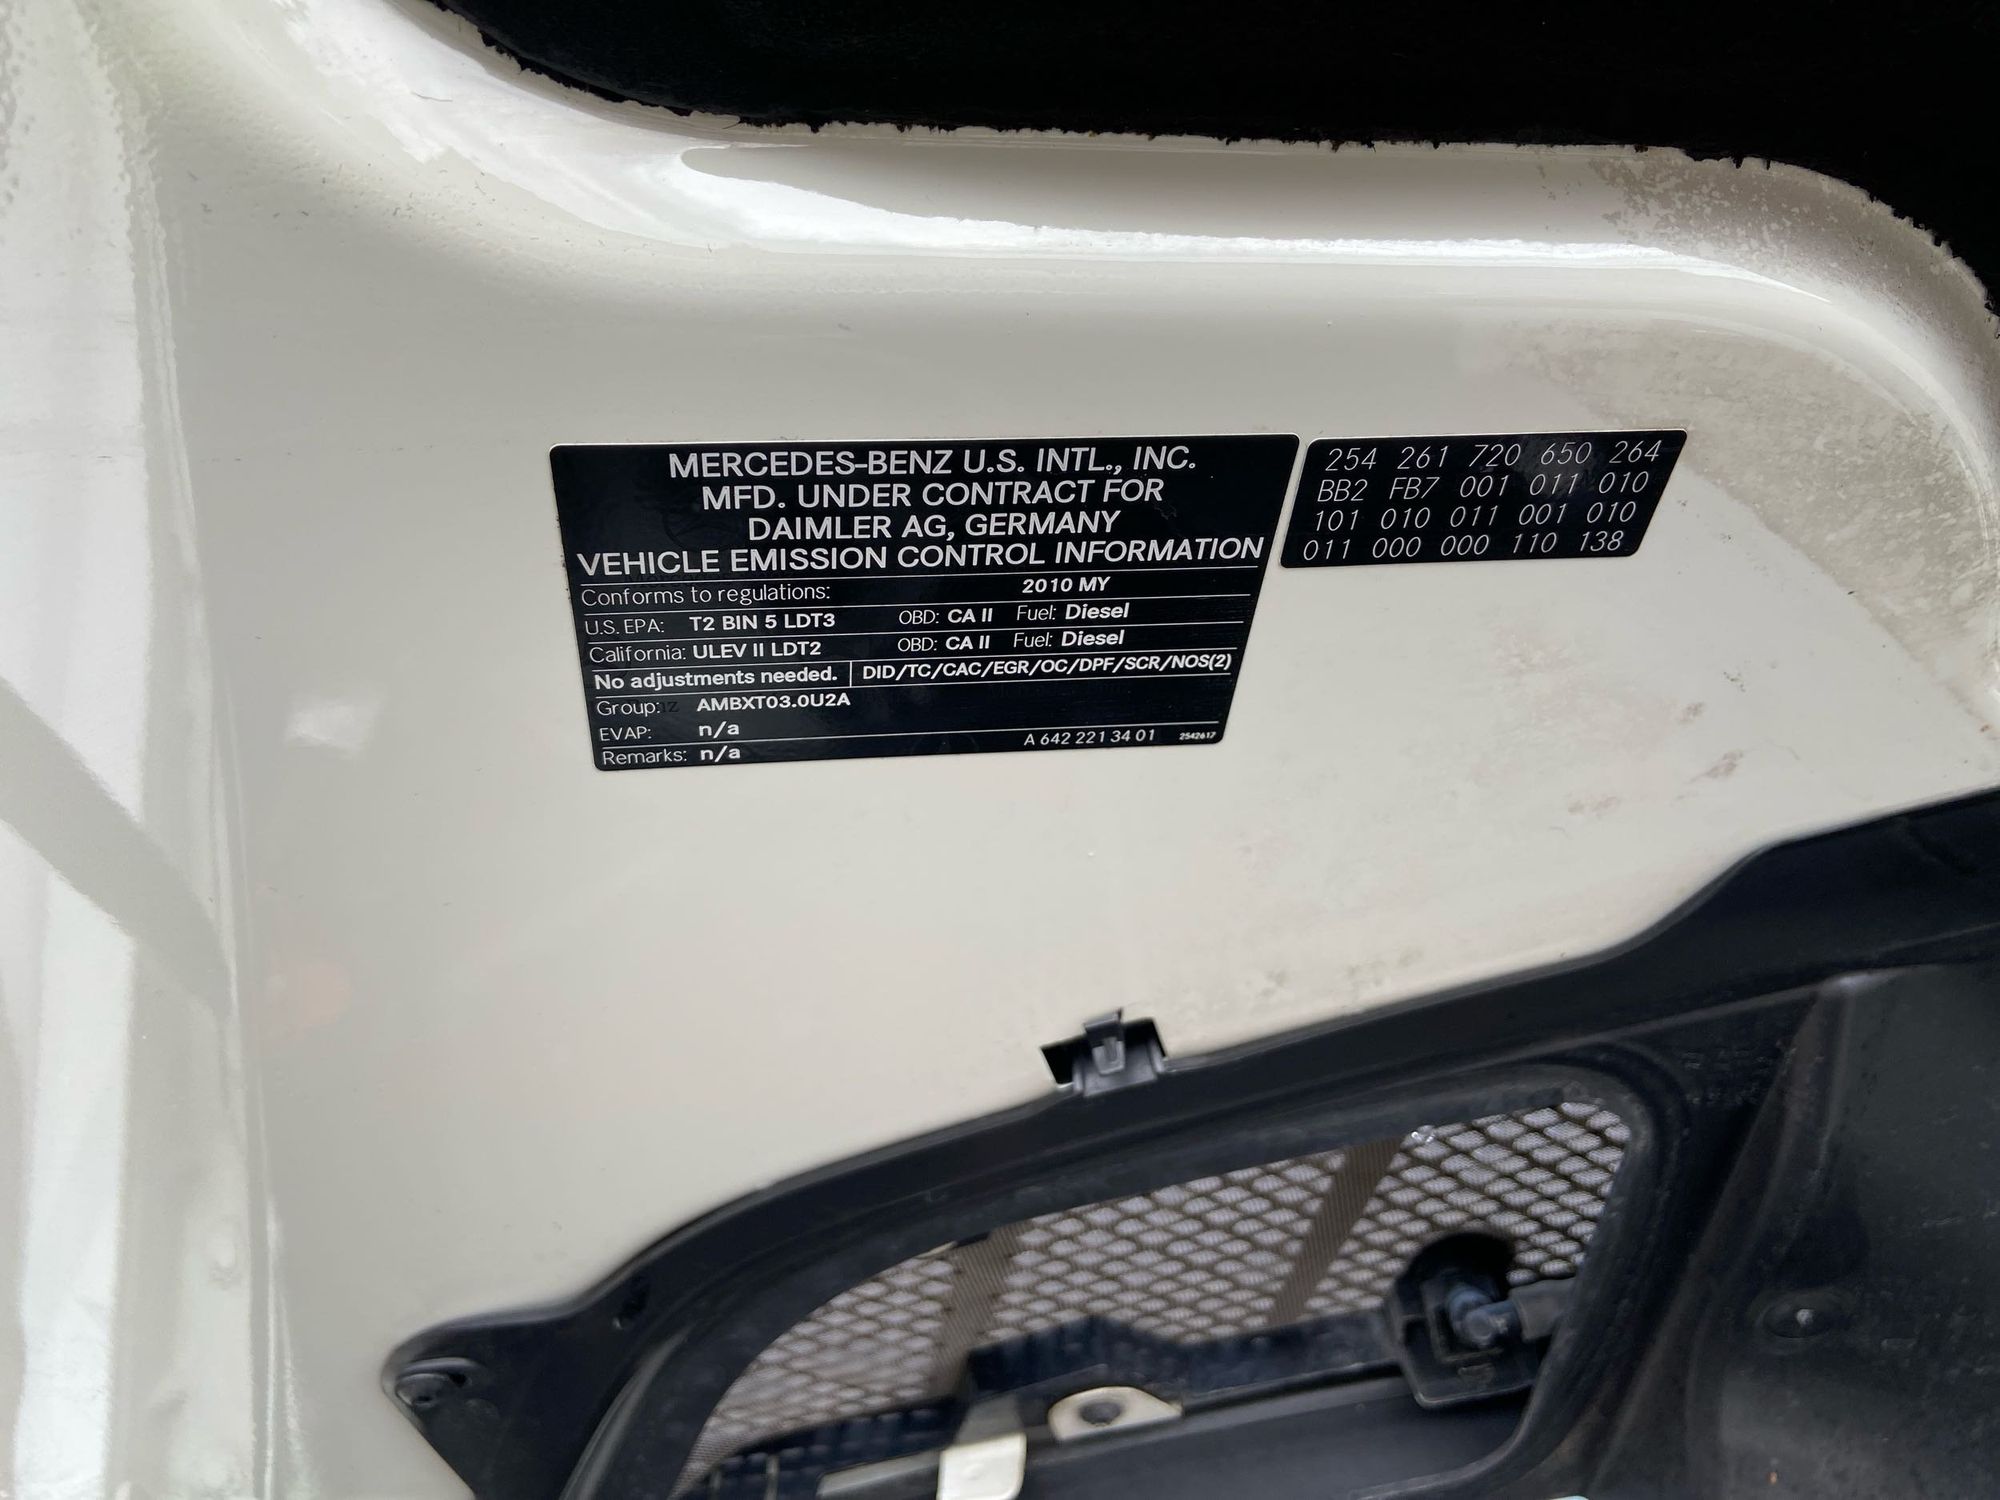 MERCEDES-BENZ U.S. INTL., INC.
MFD. UNDER CONTRACT FOR
DAIMLER AG, GERMANY
VEHICLE EMISSION CONTROL INFORMATION
Conforms to regulations: 2010 MY
U.S. EPA: T2 BIN 5 LDT3 OBD: CA II Fuel: Diesel
California: ULEV II LDT2 OBD: CA II Fuel: Diesel
No adjustments needed. DID/TC/CAC/EGR/OC/DPF/SCR/NOS(2)
Group: AMBXT03.0U2A
EVAP: n/a
Remarks: n/a A 642 221 34 01 2542617
254 261 720 650 264
BB2 FB7 001 011 010
101 010 011 001 010
011 000 000 110 138